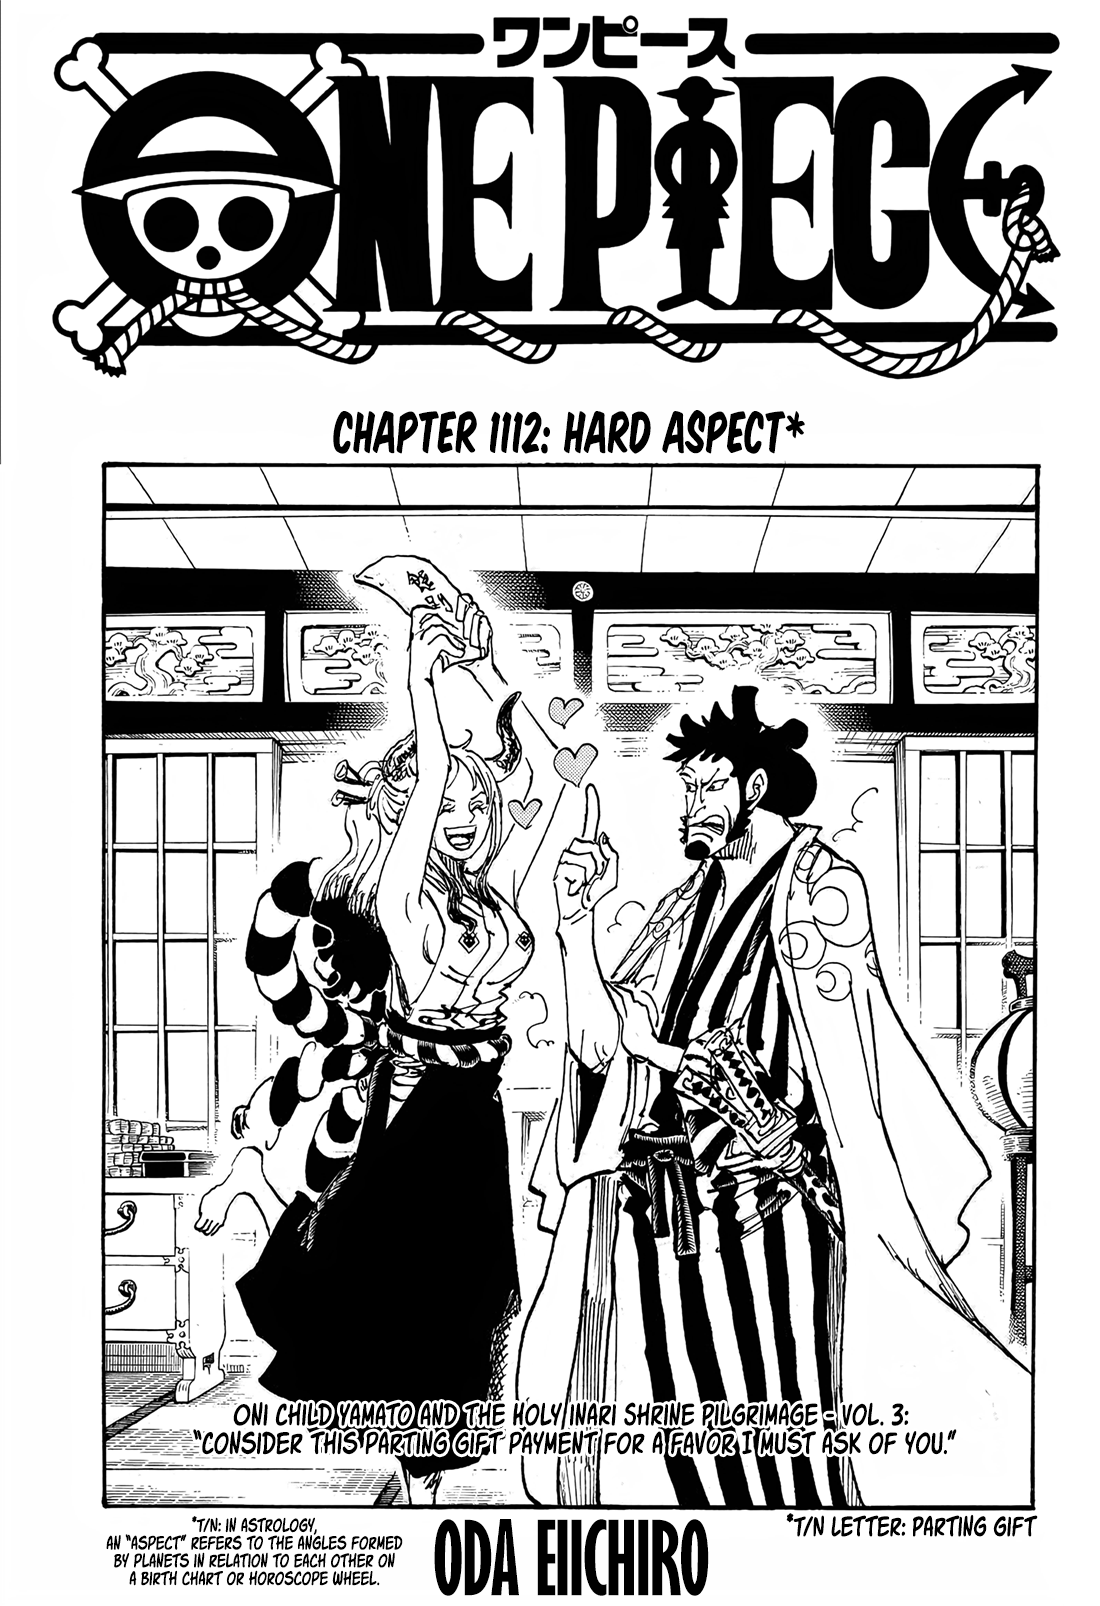 ワンピース
ONE PIECE
CHAPTER 1112: HARD ASPECT*
ONI CHILD YAMATO AND THE HOLY INARI SHRINE PILGRIMAGE - VOL. 3:
"CONSIDER THIS PARTING GIFT PAYMENT FOR A FAVOR I MUST ASK OF YOU."
*T/N: IN ASTROLOGY,
AN "ASPECT" REFERS TO THE ANGLES FORMED
BY PLANETS IN RELATION TO EACH OTHER ON
A BIRTH CHART OR HOROSCOPE WHEEL.
ODA EIICHIRO
*T/N LETTER: PARTING GIFT